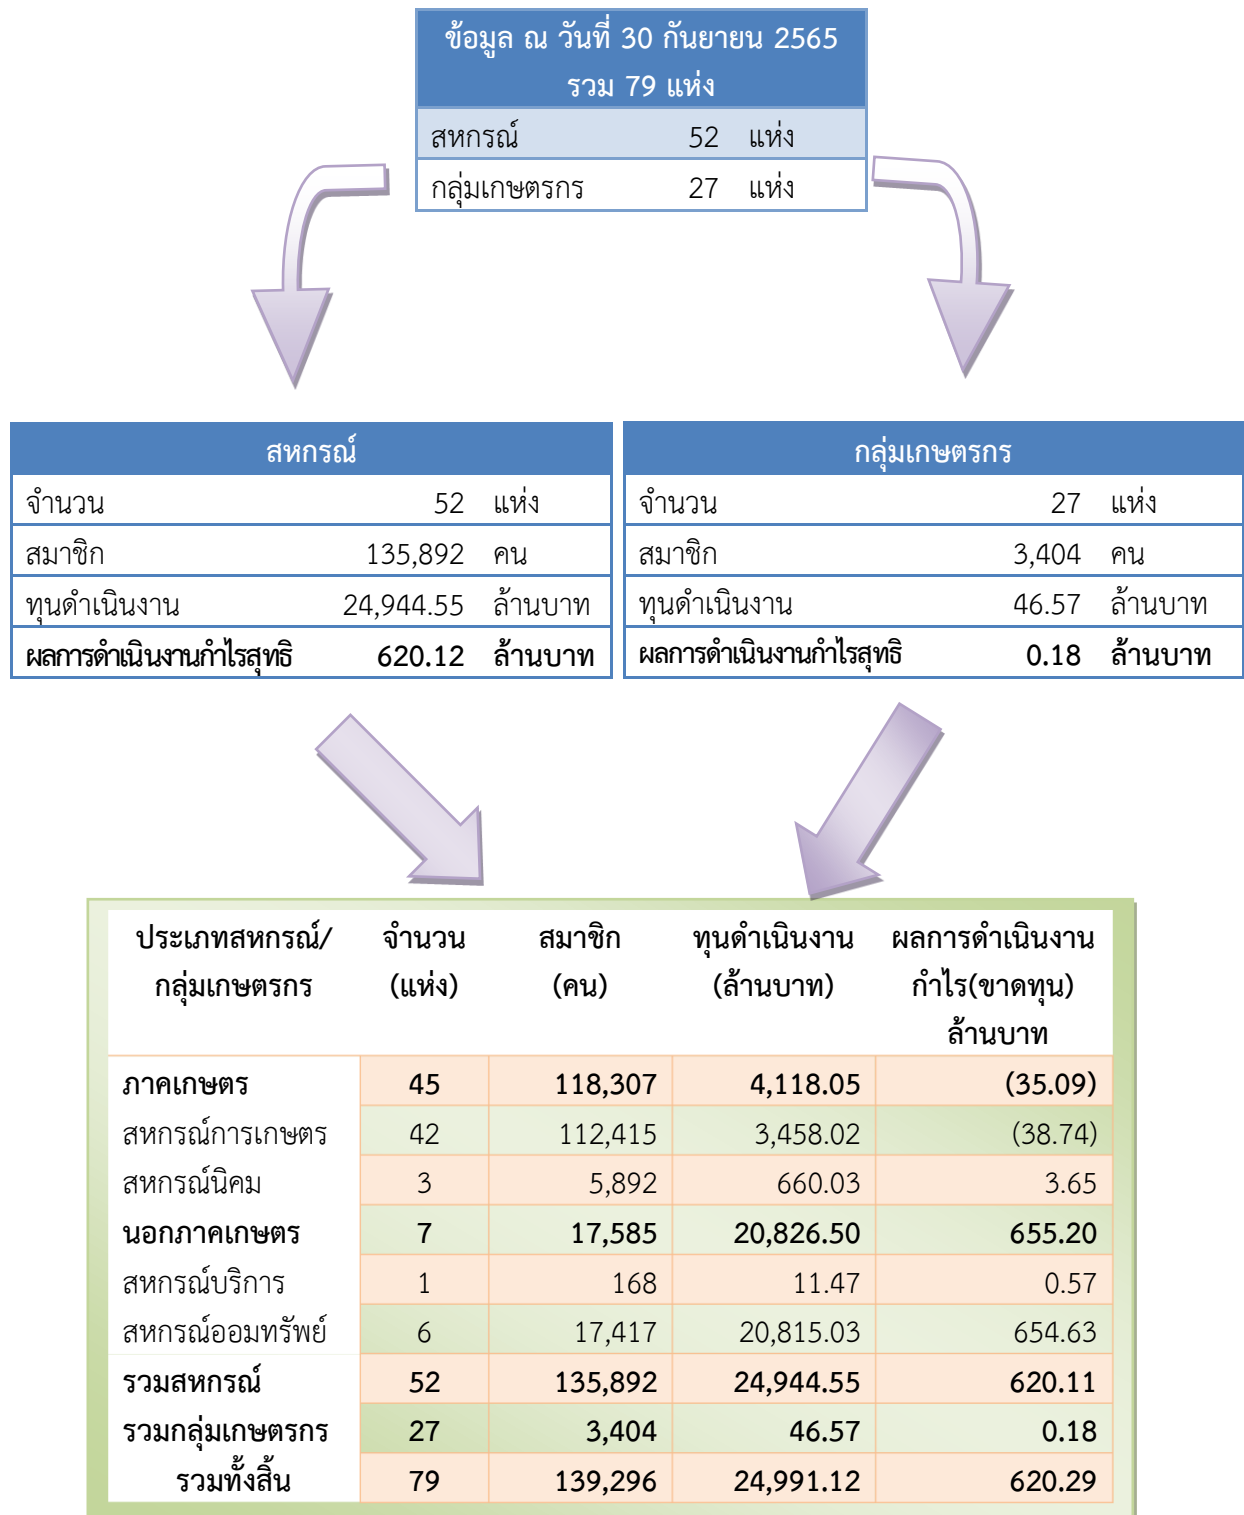 ข้อมูล ณ วันที่ 30 กันยายน 2565
รวม 79 แห่ง
สหกรณ์ 52 แห่ง
กลุ่มเกษตรกร 27 แห่ง
สหกรณ์
จำนวน 52 แห่ง
สมาชิก 135,892 คน
ทุนดำเนินงาน 24,944.55 ล้านบาท
ผลการดำเนินงานกำไรสุทธิ 620.12 ล้านบาท
กลุ่มเกษตรกร
จำนวน 27 แห่ง
สมาชิก 3,404 คน
ทุนดำเนินงาน 46.57 ล้านบาท
ผลการดำเนินงานกำไรสุทธิ 0.18 ล้านบาท
ประเภทสหกรณ์/ จำนวน สมาชิก ทุนดำเนินงาน ผลการดำเนินงาน
กลุ่มเกษตรกร (แห่ง) (คน) (ล้านบาท) กำไร(ขาดทุน)
ล้านบาท
ภาคเกษตร 45 118,307 4,118.05 (35.09)
สหกรณ์การเกษตร 42 112,415 3,458.02 (38.74)
สหกรณ์นิคม 3 5,892 660.03 3.65
นอกภาคเกษตร 7 17,585 20,826.50 655.20
สหกรณ์บริการ 1 168 11.47 0.57
สหกรณ์ออมทรัพย์ 6 17,417 20,815.03 654.63
รวมสหกรณ์ 52 135,892 24,944.55 620.11
รวมกลุ่มเกษตรกร 27 3,404 46.57 0.18
รวมทั้งสิ้น 79 139,296 24,991.12 620.29